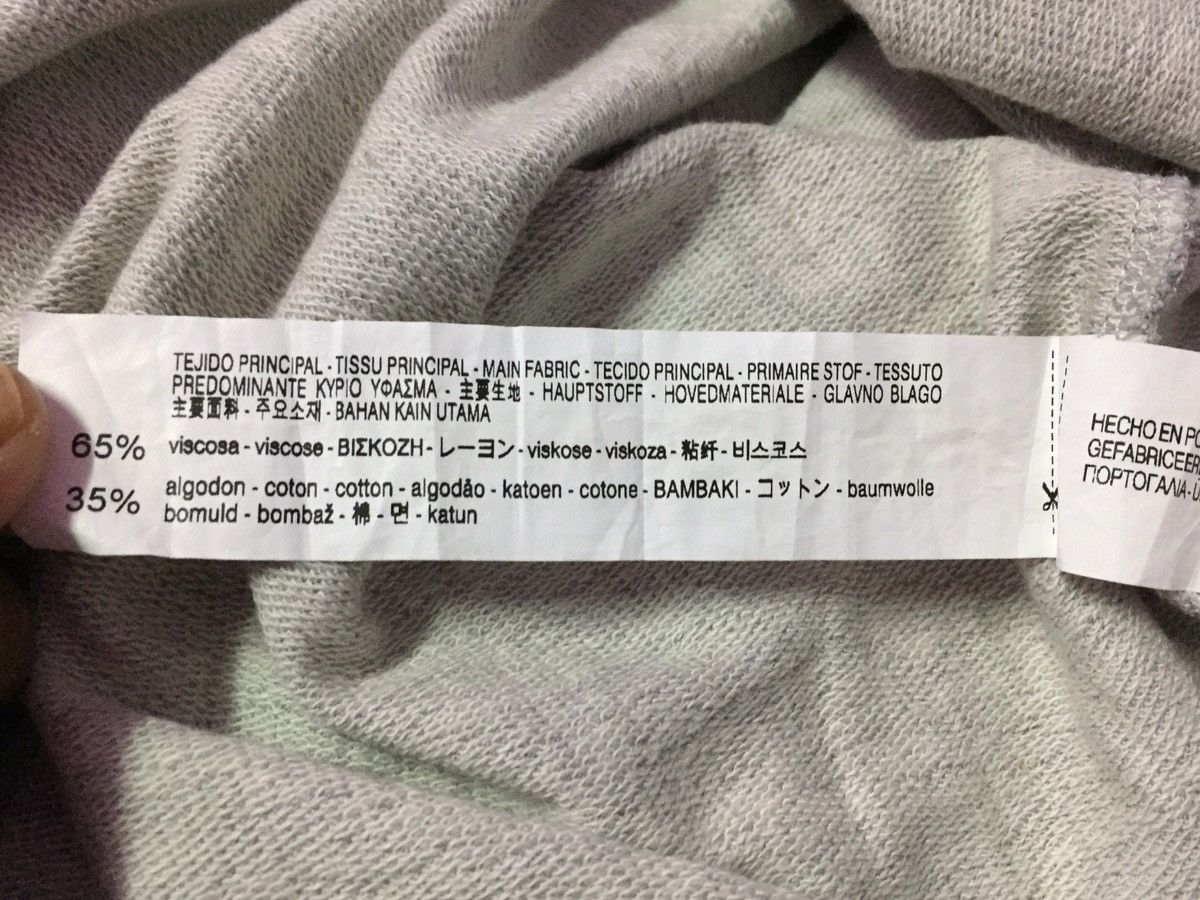 TEJIDO PRINCIPAL - TISSU PRINCIPAL - MAIN FABRIC - TECIDO PRINCIPAL - PRIMAIRE STOF - TESSUTO
PREDOMINANTE ΚΥΡΙΟ ΥΦΑΣΜΑ - 主要生地 - HAUPTSTOFF - HOVEDMATERIALE - GLAVNO BLAGO
主要面料 - 주요소재 - BAHAN KAIN UTAMA
65% viscosa - viscose - ΒΙΣΚΟΖΗ - レーヨン - viskose - viskoza - 粘纤 - 비스코스
35% algodon - coton - cotton - algodão - katoen - cotone - BAMBAKI - コットン - baumwolle
bomuld - bombaž - 棉 - 면 - katun
HECHO EN
ΠΟΡΤΟΓΑΛΙΑ